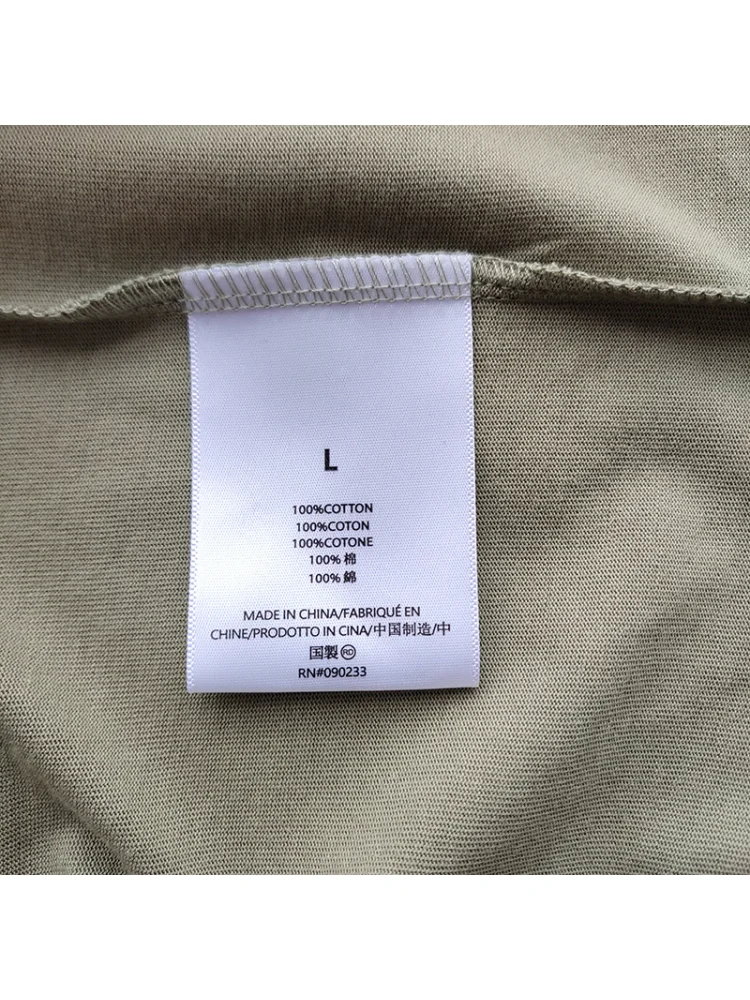 L
100%COTTON
100%COTON
100%COTONE
100% 棉
100% 綿
MADE IN CHINA/FABRIQUÉ EN
CHINE/PRODOTTO IN CINA/中国制造/中
国製 RD
RN#090233